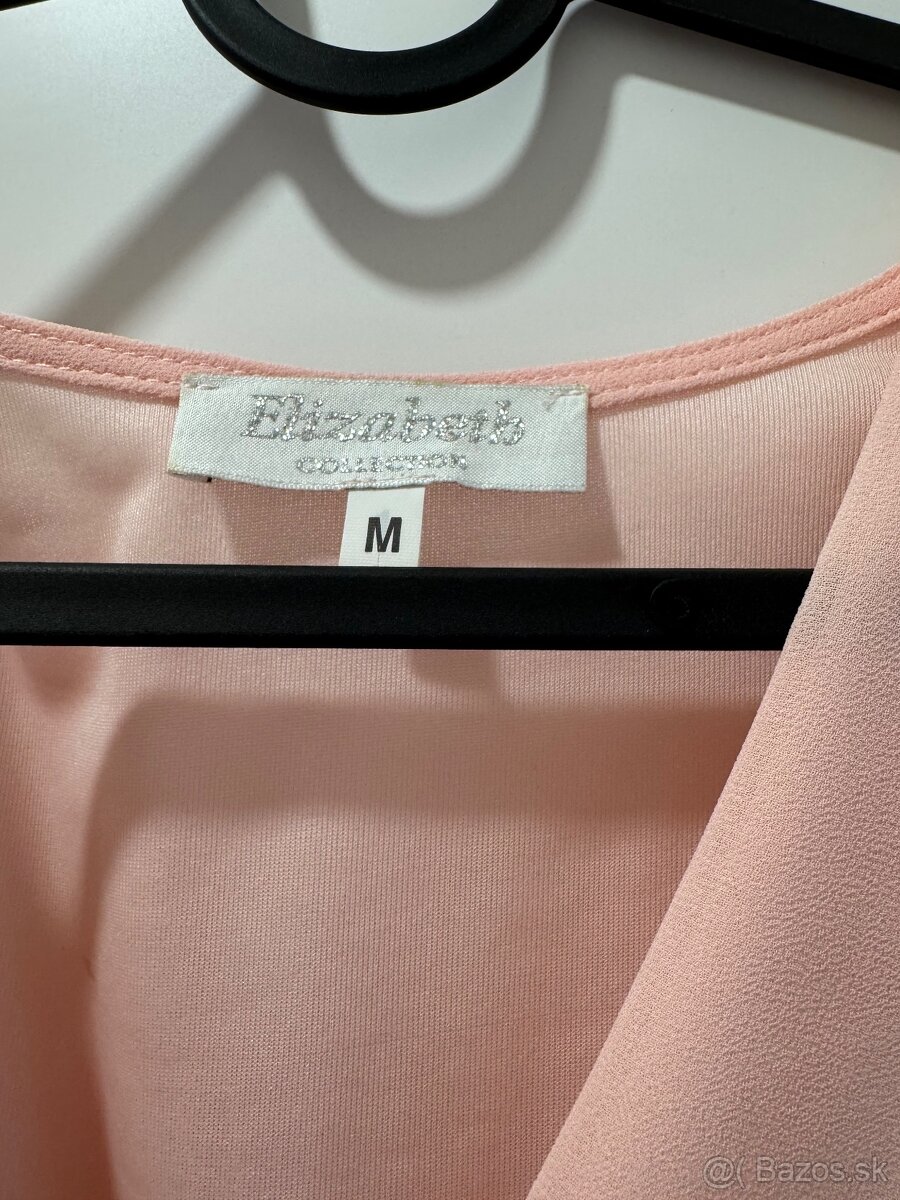 Elizabeth
COLLECTION
M
@( Bazos.sk